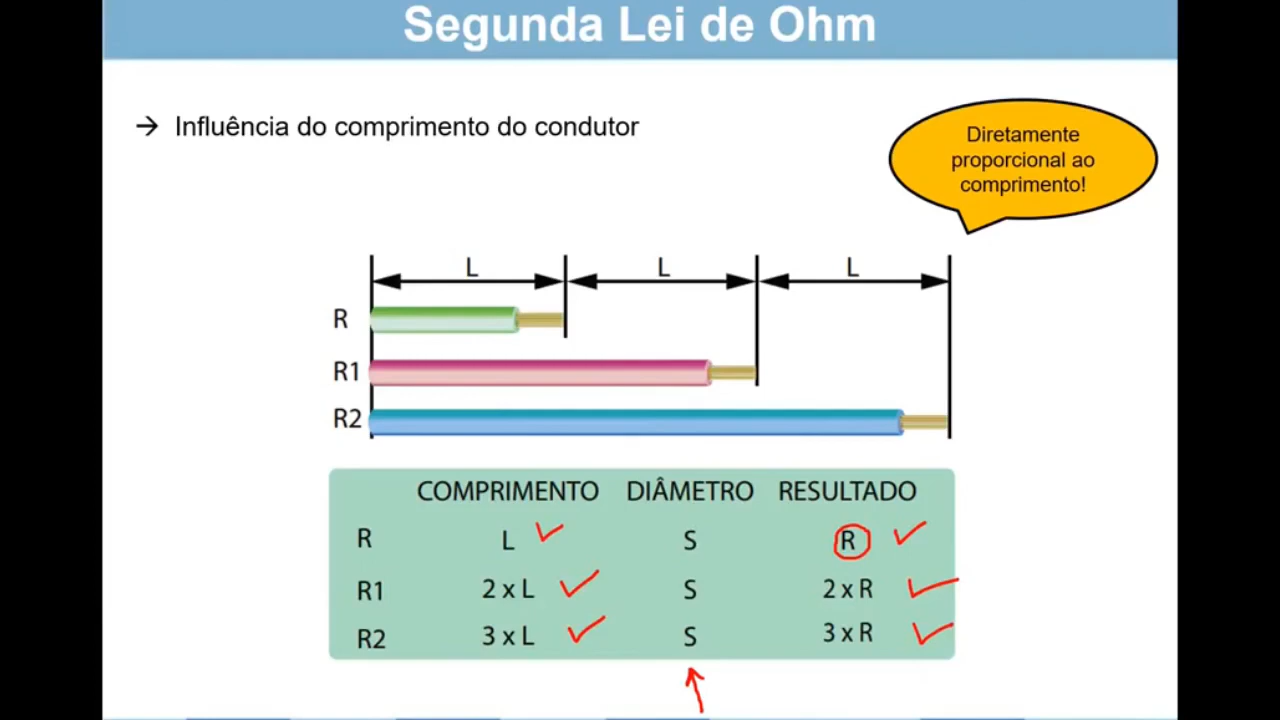 Segunda Lei de Ohm
→ Influência do comprimento do condutor
Diretamente
proporcional ao
comprimento!
L L L
R
R1
R2
COMPRIMENTO DIÂMETRO RESULTADO
R L S R
R1 2 x L S 2 x R
R2 3 x L S 3 x R